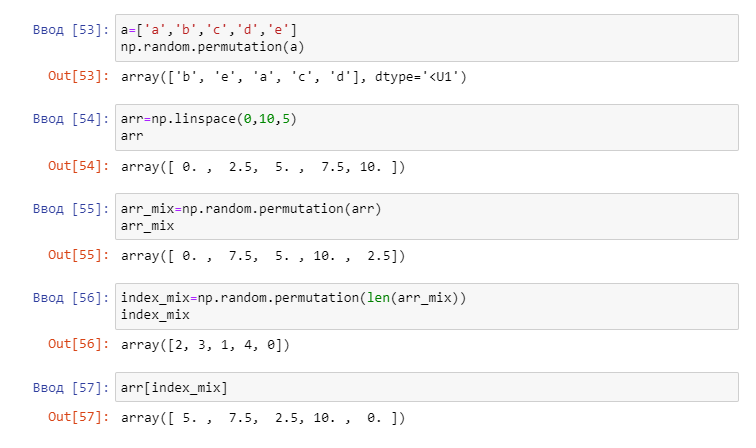 Ввод [53]: a=['a','b','c','d','e']
np.random.permutation(a)
Out[53]: array(['b', 'e', 'a', 'c', 'd'], dtype='<U1')
Ввод [54]: arr=np.linspace(0,10,5)
arr
Out[54]: array([ 0. ,  2.5,  5. ,  7.5, 10. ])
Ввод [55]: arr_mix=np.random.permutation(arr)
arr_mix
Out[55]: array([ 0. ,  7.5,  5. , 10. ,  2.5])
Ввод [56]: index_mix=np.random.permutation(len(arr_mix))
index_mix
Out[56]: array([2, 3, 1, 4, 0])
Ввод [57]: arr[index_mix]
Out[57]: array([ 5. ,  7.5,  2.5, 10. ,  0. ])